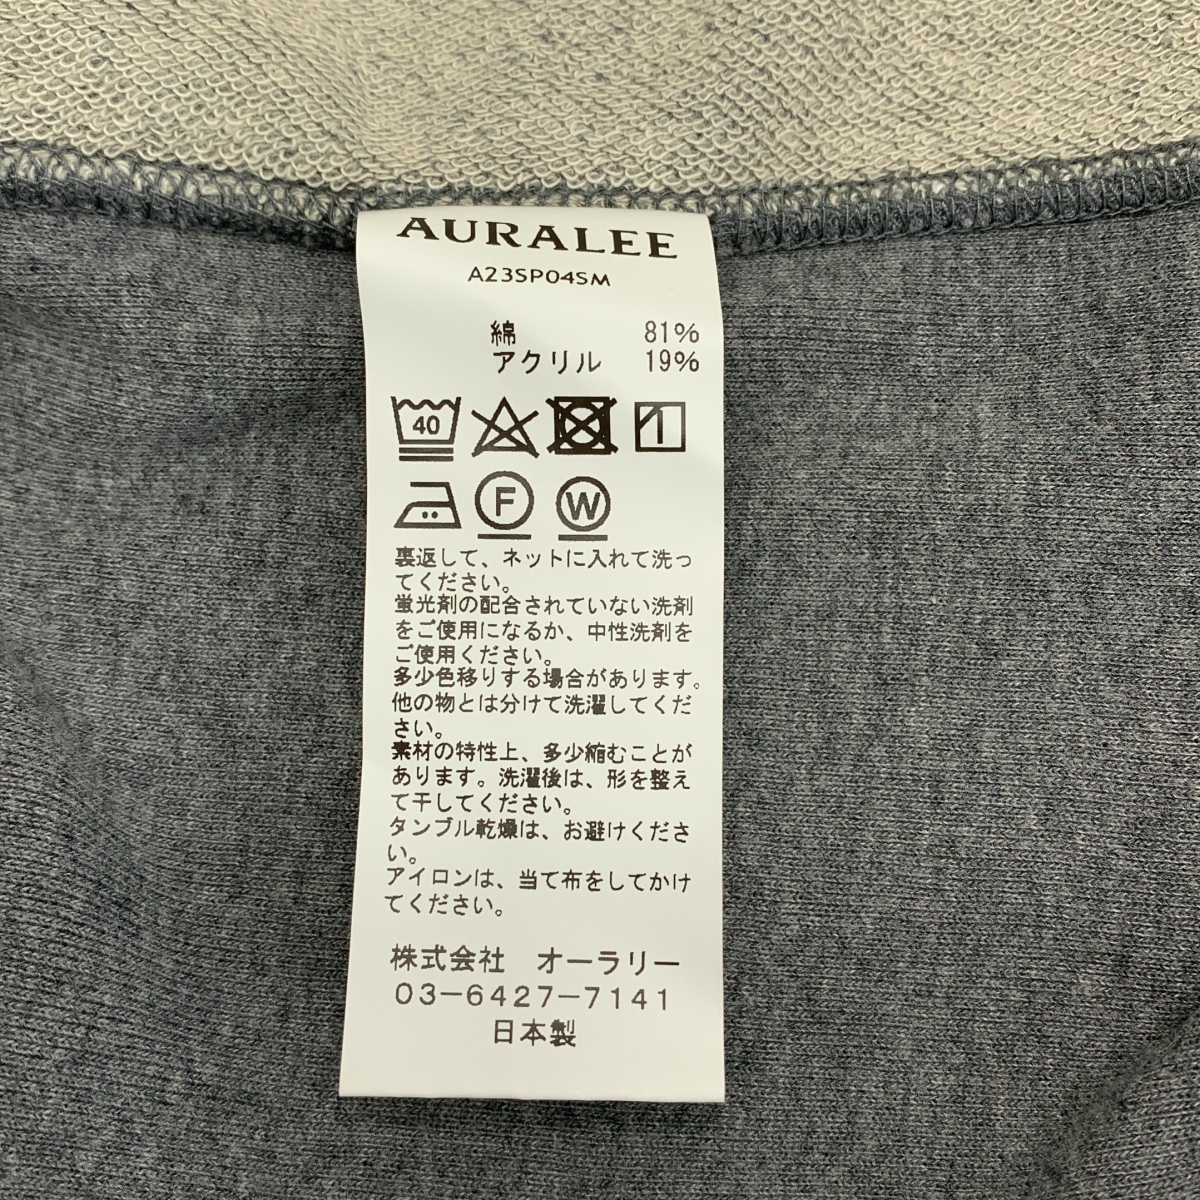 AURALEE
A23SP04SM
綿 81%
アクリル 19%
40
F W
裏返して、ネットに入れて洗っ
てください。
蛍光剤の配合されていない洗剤
をご使用になるか、中性洗剤を
ご使用ください。
多少色移りする場合があります。
他の物とは分けて洗濯してくだ
さい。
素材の特性上、多少縮むことが
あります。洗濯後は、形を整え
て干してください。
タンブル乾燥は、お避けくださ
い。
アイロンは、当て布をしてかけ
てください。
株式会社 オーラリー
03-6427-7141
日本製